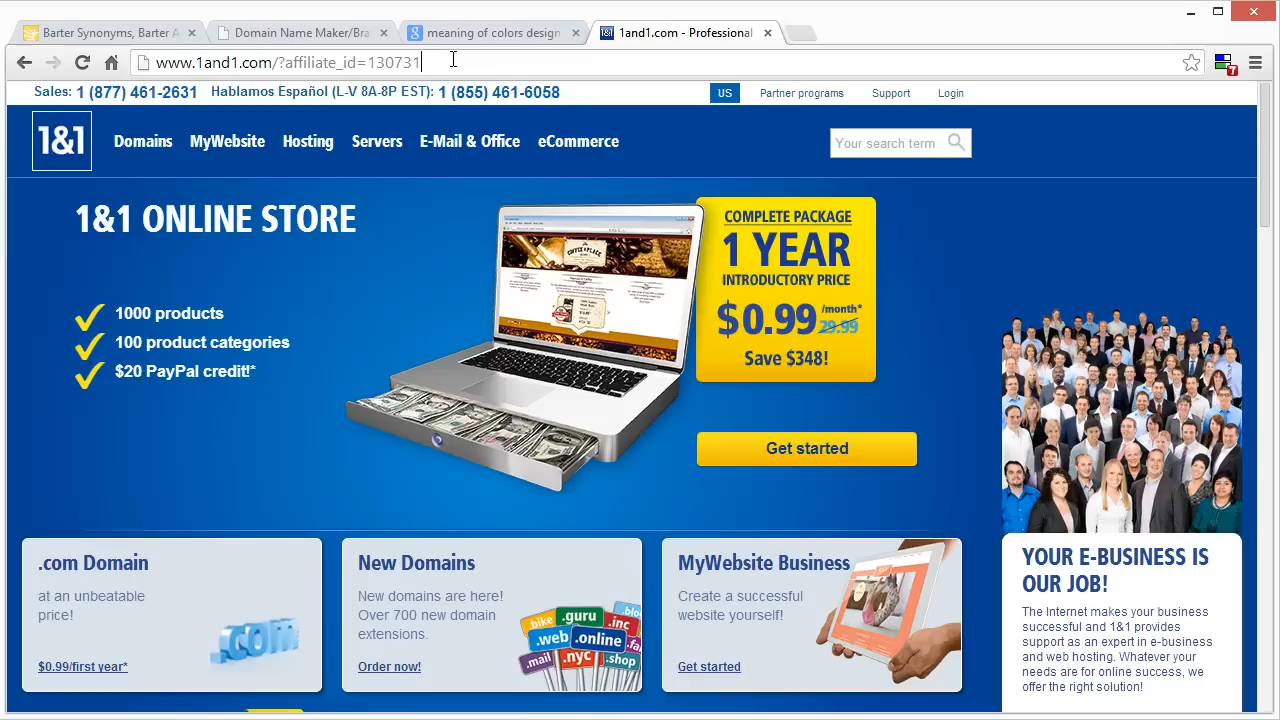 Barter Synonyms, Barter A
Domain Name Maker/Bra
meaning of colors design
1and1.com - Professional
www.1and1.com/?affiliate_id=130731
7
Sales: 1 (877) 461-2631 Hablamos Español (L-V 8A-8P EST): 1 (855) 461-6058
US
Partner programs
Support
Login
1&1
Domains
MyWebsite
Hosting
Servers
E-Mail & Office
eCommerce
Your search term
1&1 ONLINE STORE
1000 products
100 product categories
$20 PayPal credit!*
COMPLETE PACKAGE
1 YEAR
INTRODUCTORY PRICE
$0.99 /month*
29.99
Save $348!
Get started
.com Domain
at an unbeatable
price!
$0.99/first year*
.COM
New Domains
New domains are here!
Over 700 new domain
extensions.
Order now!
.bike
.guru
.inc
.web
.online
.mail
.nyc
.shop
MyWebsite Business
Create a successful
website yourself!
Get started
YOUR E-BUSINESS IS
OUR JOB!
The Internet makes your business
successful and 1&1 provides
support as an expert in e-business
and web hosting. Whatever your
needs are for online success, we
offer the right solution!